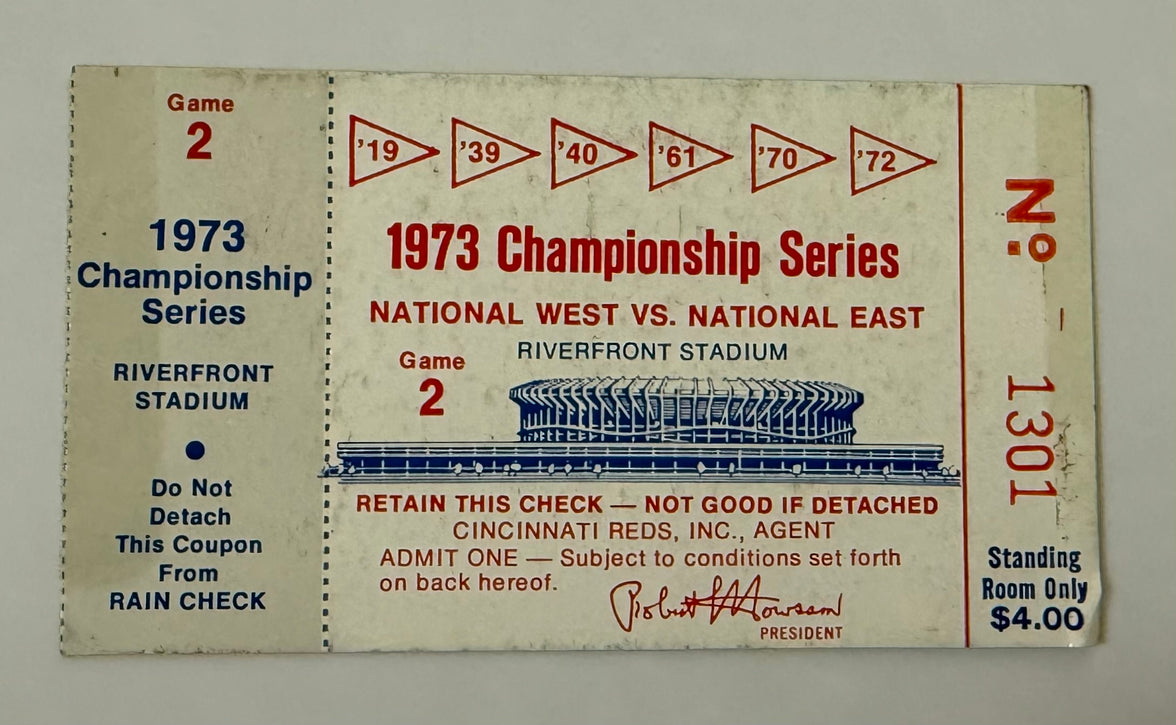 Game
2
1973
Championship
Series
RIVERFRONT
STADIUM
Do Not
Detach
This Coupon
From
RAIN CHECK
'19 '39 '40 '61 '70 '72
1973 Championship Series
NATIONAL WEST VS. NATIONAL EAST
RIVERFRONT STADIUM
Game
2
RETAIN THIS CHECK — NOT GOOD IF DETACHED
CINCINNATI REDS, INC., AGENT
ADMIT ONE — Subject to conditions set forth
on back hereof.
Robert L Howsam
PRESIDENT
No. 1301
Standing
Room Only
$4.00